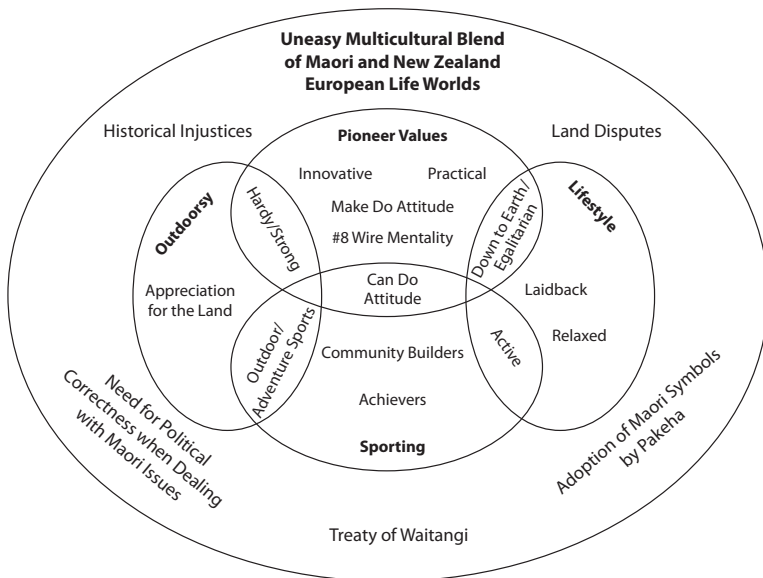 Uneasy Multicultural Blend
of Maori and New Zealand
European Life Worlds
Historical Injustices
Land Disputes
Pioneer Values
Innovative
Practical
Make Do Attitude
#8 Wire Mentality
Outdoorsy
Hardy/Strong
Down to Earth/
Egalitarian
Lifestyle
Can Do
Attitude
Appreciation
for the Land
Laidback
Relaxed
Outdoor/
Adventure Sports
Active
Community Builders
Achievers
Sporting
Need for Political
Correctness when Dealing
with Maori Issues
Adoption of Maori Symbols
by Pakeha
Treaty of Waitangi